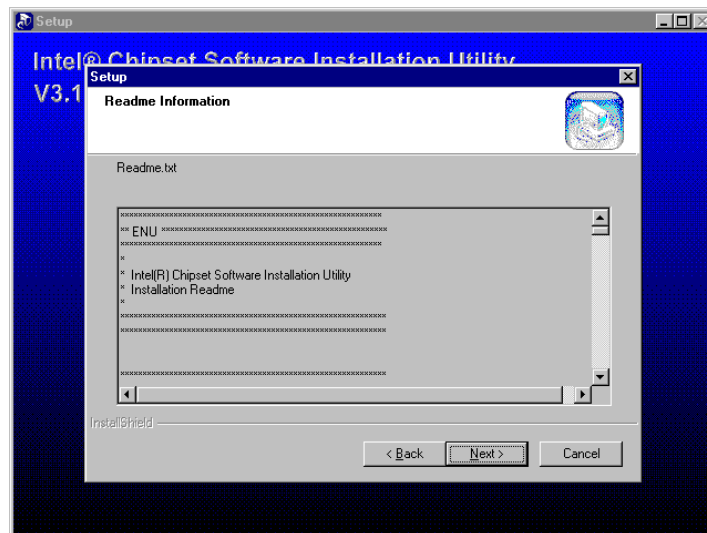 Setup
Intel® Chipset Software Installation Utility
V3.1
Setup
Readme Information
Readme.txt
*********************************************************
** ENU **************************************************
*********************************************************
*
* Intel(R) Chipset Software Installation Utility
* Installation Readme
*
**********************************************************
**********************************************************
**********************************************************
InstallShield
< Back
Next >
Cancel